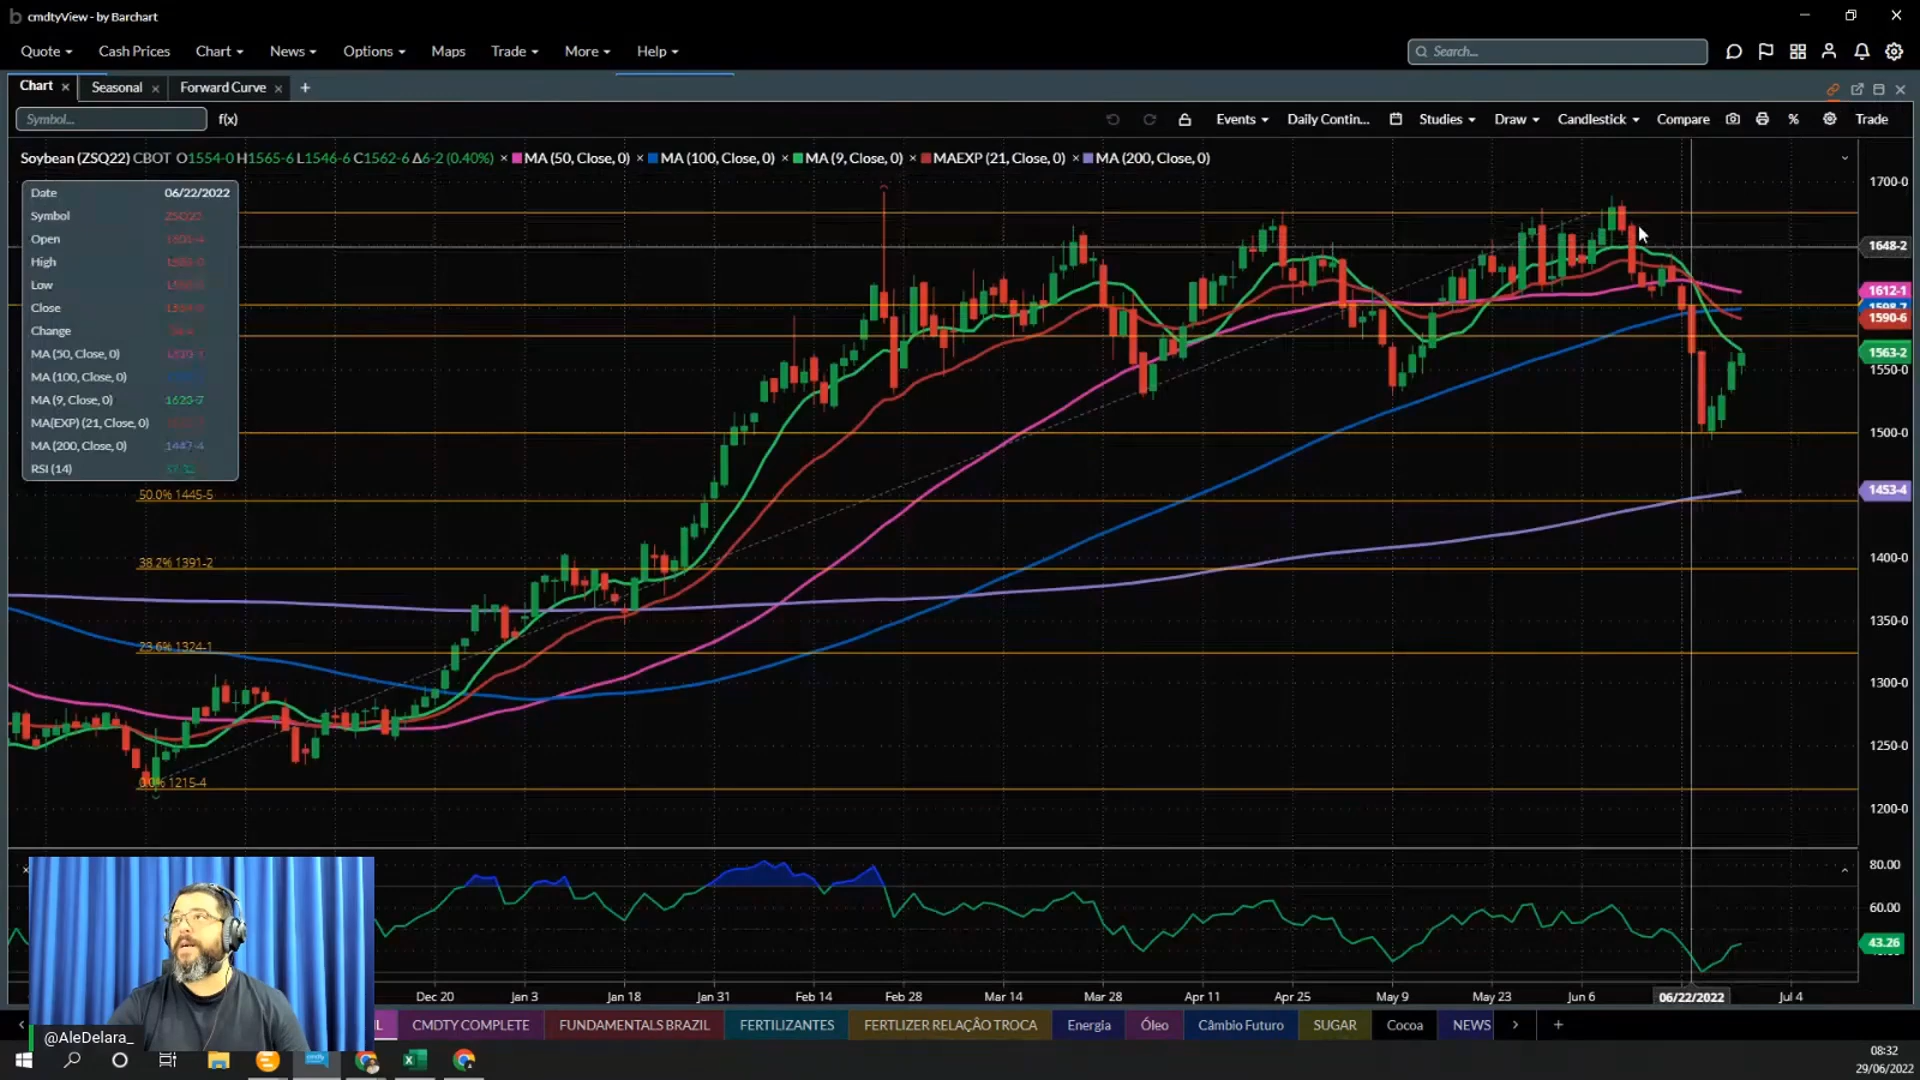 cmdtyView - by Barchart
Quote Cash Prices Chart News Options Maps Trade More Help Search...
Chart Seasonal Forward Curve
Symbol... f(x) Events Daily Contin... Studies Draw Candlestick Compare % Trade
Soybean (ZSQ22) CBOT O1554-0 H1565-6 L1546-6 C1562-6 Δ6-2 (0.40%) MA (50, Close, 0) MA (100, Close, 0) MA (9, Close, 0) MAEXP (21, Close, 0) MA (200, Close, 0)
Date 06/22/2022
Symbol ZSQ22
Open
High
Low
Close
Change
MA (50, Close, 0)
MA (100, Close, 0)
MA (9, Close, 0) 1623-7
MA(EXP) (21, Close, 0)
MA (200, Close, 0) 1447-4
RSI (14)
50.0% 1445-5
38.2% 1391-2
23.6% 1324-1
0.0% 1215-4
1700-0
1648-2
1612-1
1598-7
1590-6
1563-2
1550-0
1500-0
1453-4
1400-0
1350-0
1300-0
1250-0
1200-0
80.00
60.00
43.26
Dec 20 Jan 3 Jan 18 Jan 31 Feb 14 Feb 28 Mar 14 Mar 28 Apr 11 Apr 25 May 9 May 23 Jun 6 06/22/2022 Jul 4
CMDTY COMPLETE FUNDAMENTALS BRAZIL FERTILIZANTES FERTLIZER RELAÇÂO TROCA Energia Óleo Câmbio Futuro SUGAR Cocoa NEWS
@AleDelara_
cmdty
08:32
29/06/2022